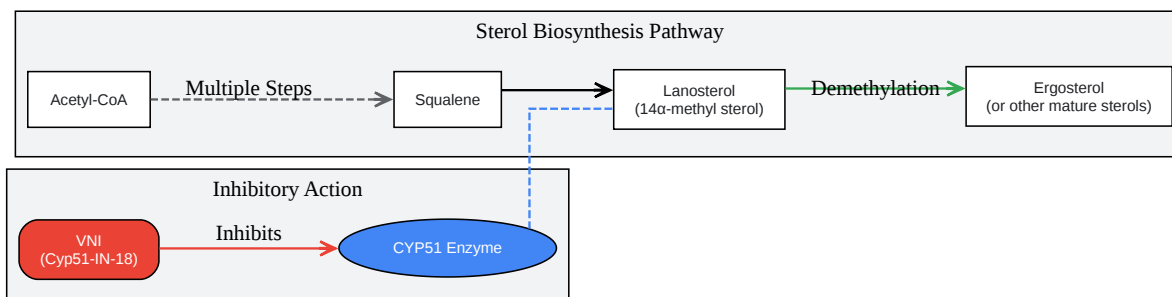 Sterol Biosynthesis Pathway
Acetyl-CoA
Multiple Steps
Squalene
Lanosterol
(14α-methyl sterol)
Demethylation
Ergosterol
(or other mature sterols)
Inhibitory Action
VNI
(Cyp51-IN-18)
Inhibits
CYP51 Enzyme